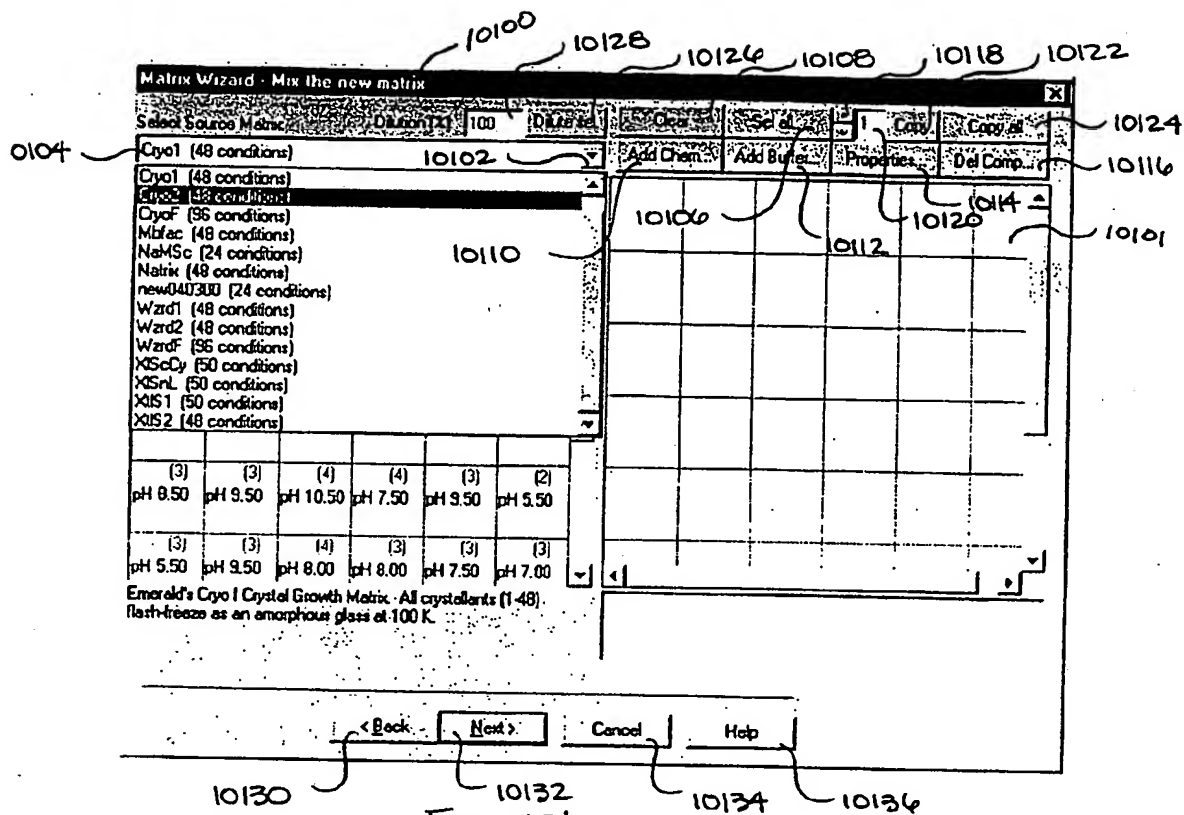 10100
10128
10126
10108
10118
10122
Matrix Wizard - Mix the new matrix
Select Source Matrix Dilution [%] 100 Dilute sel. Clear Set all... 1 Copy Copy all
10124
0104
Cryo1 (48 conditions)
10102
Add Chem... Add Buffer... Properties... Del Comp...
10116
Cryo1 (48 conditions)
Cryo2 (48 conditions)
CryoF (96 conditions)
Mbfac (48 conditions)
NaMSc (24 conditions)
Natrix (48 conditions)
new040300 (24 conditions)
Wzrd1 (48 conditions)
Wzrd2 (48 conditions)
WzrdF (96 conditions)
XlScCy (50 conditions)
XlSnL (50 conditions)
XtlS1 (50 conditions)
XtlS2 (48 conditions)
10106
10120
10114
10101
10110
10112
(3) (3) (4) (4) (3) (2)
pH 8.50 pH 9.50 pH 10.50 pH 7.50 pH 9.50 pH 5.50
(3) (3) (4) (3) (3) (3)
pH 5.50 pH 9.50 pH 8.00 pH 8.00 pH 7.50 pH 7.00
Emerald's Cryo I Crystal Growth Matrix - All crystallants (1-48)
flash-freeze as an amorphous glass at 100 K.
< Back Next > Cancel Help
10130
10132
10134
10136